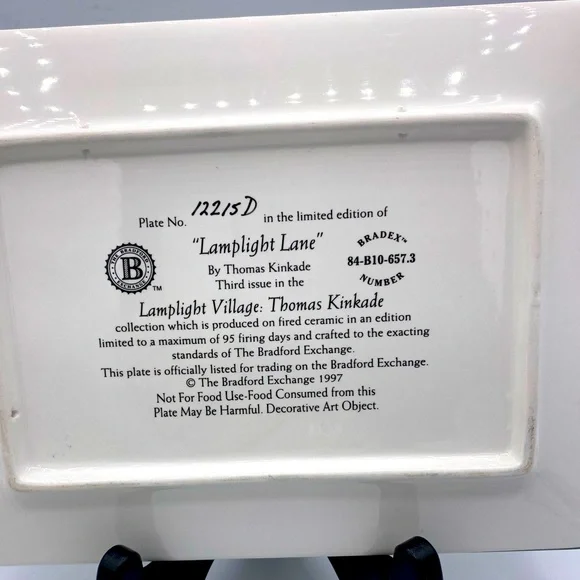 Plate No. 12215D in the limited edition of
"Lamplight Lane"
By Thomas Kinkade
Third issue in the
Lamplight Village: Thomas Kinkade
collection which is produced on fired ceramic in an edition
limited to a maximum of 95 firing days and crafted to the exacting
standards of The Bradford Exchange.
This plate is officially listed for trading on the Bradford Exchange.
© The Bradford Exchange 1997
Not For Food Use-Food Consumed from this
Plate May Be Harmful. Decorative Art Object.
THE BRADFORD
B
EXCHANGE
TM
BRADEX™
84-B10-657.3
NUMBER